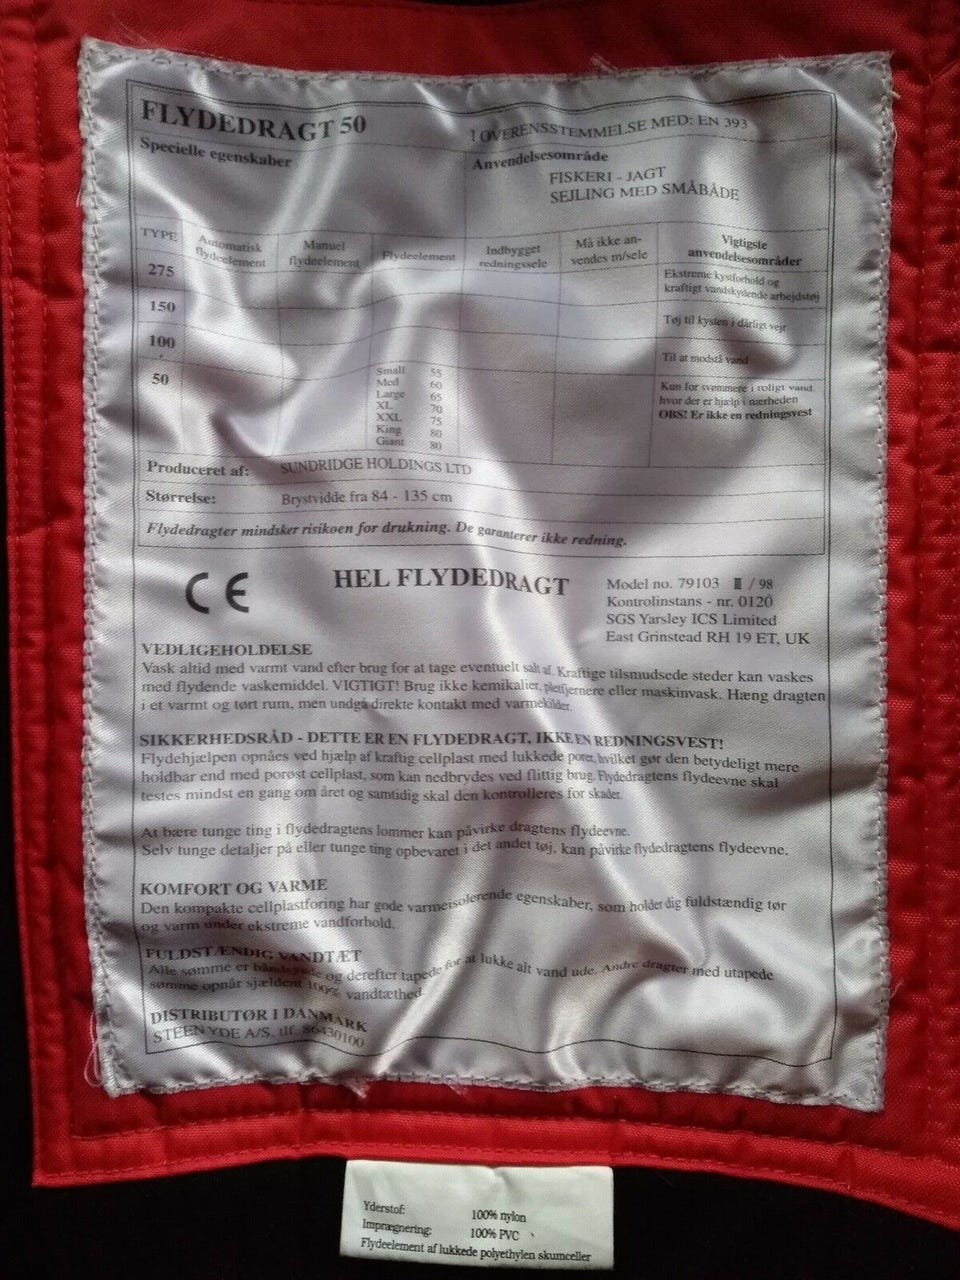 FLYDEDRAGT 50
I OVERENSSTEMMELSE MED: EN 393
Specielle egenskaber
Anvendelsesområde
FISKERI - JAGT
SEJLING MED SMÅBÅDE
TYPE Automatisk flydeelement Manuel flydeelement Flydeelement Indbygget redningssele Må ikke an- vendes m/sele Vigtigste anvendelsesområder
275 Ekstreme kystforhold og
kraftigt vandskydende arbejdstøj
150 Tøj til kysten i dårligt vejr
100 Til at modstå vand
50
Small 55
Med 60
Large 65
XL 70
XXL 75
King 80
Giant 80
Kun for svømmere i roligt vand,
hvor der er hjælp i nærheden
OBS! Er ikke en redningsvest
Produceret af: SUNDRIDGE HOLDINGS LTD
Størrelse: Brystvidde fra 84 - 135 cm
Flydedragter mindsker risikoen for drukning. De garanterer ikke redning.
CE
HEL FLYDEDRAGT
Model no. 79103 / 98
Kontrolinstans - nr. 0120
SGS Yarsley ICS Limited
East Grinstead RH 19 ET, UK
VEDLIGEHOLDELSE
Vask altid med varmt vand efter brug for at tage eventuelt salt af. Kraftige tilsmudsede steder kan vaskes
med flydende vaskemiddel. VIGTIGT! Brug ikke kemikalier, pletfjernere eller maskinvask. Hæng dragten
i et varmt og tørt rum, men undgå direkte kontakt med varmekilder.
SIKKERHEDSRÅD - DETTE ER EN FLYDEDRAGT, IKKE EN REDNINGSVEST!
Flydehjælpen opnåes ved hjælp af kraftig cellplast med lukkede porer, hvilket gør den betydeligt mere
holdbar end med porøst cellplast, som kan nedbrydes ved flittig brug. Flydedragtens flydeevne skal
testes mindst en gang om året og samtidig skal den kontrolleres for skader.
At bære tunge ting i flydedragtens lommer kan påvirke dragtens flydeevne.
Selv tunge detaljer på eller tunge ting opbevaret i det andet tøj, kan påvirke flydedragtens flydeevne.
KOMFORT OG VARME
Den kompakte cellplastforing har gode varmeisolerende egenskaber, som holdet dig fuldstændig tør
og varm under ekstreme vandforhold.
FULDSTÆNDIG VANDTÆT
Alle sømme er håndsyede og derefter tapede for at lukke alt vand ude. Andre dragter med utapede
sømme opnår sjældent 100% vandtæthed
DISTRIBUTØR I DANMARK
STEEN YDE A/S. tlf. 86430100
Yderstof: 100% nylon
Imprægnering: 100% PVC
Flydeelement af lukkede polyethylen skumceller